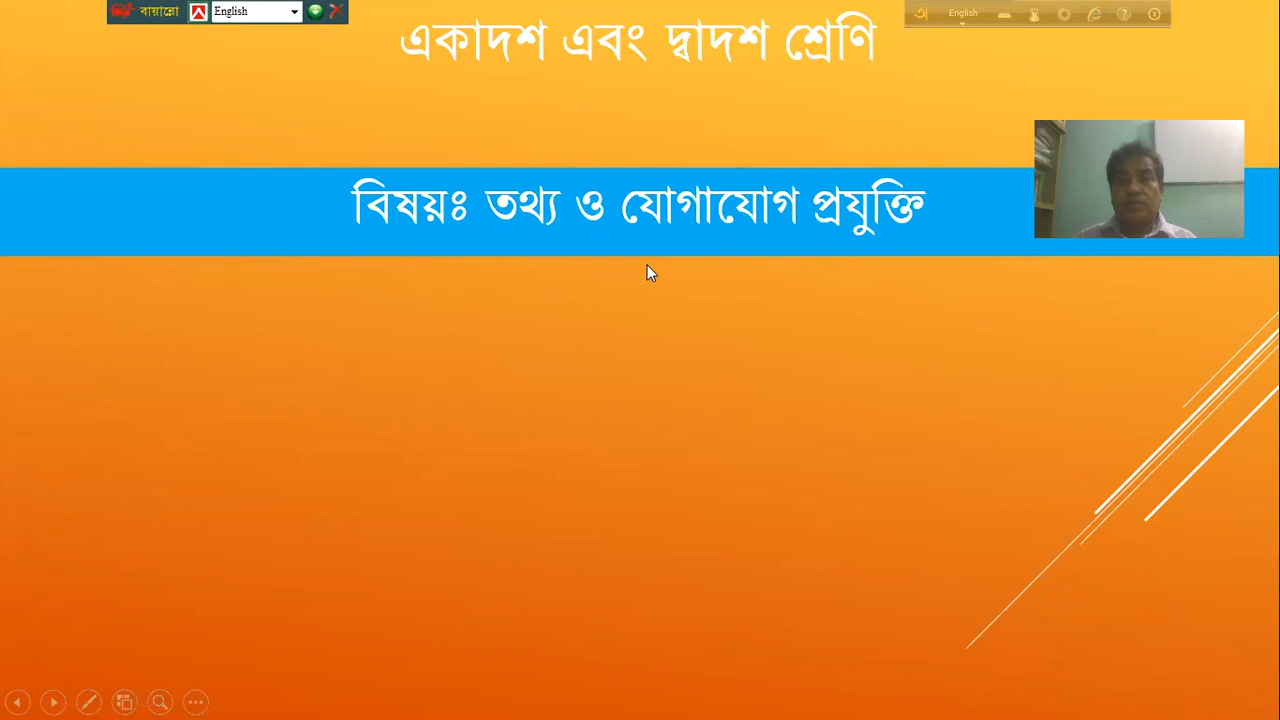 বায়ান্নো English
English
একাদশ এবং দ্বাদশ শ্রেণি
বিষয়ঃ তথ্য ও যোগাযোগ প্রযুক্তি